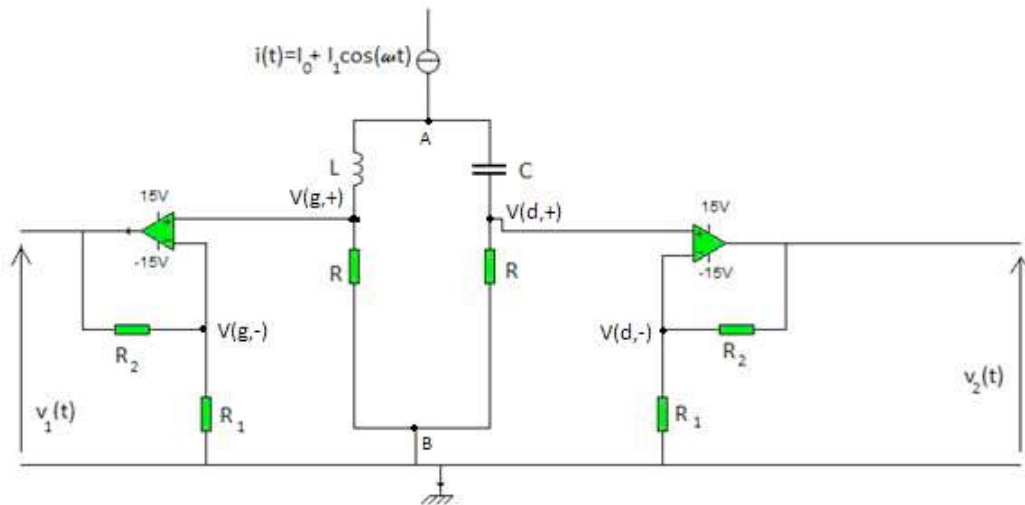 i(t)=I₀+ I₁cos(ωt)
A
L
C
V(g,+)
V(d,+)
15V
15V
-15V
-15V
R
R
V(g,-)
V(d,-)
R₂
R₂
v₁(t)
v₂(t)
R₁
R₁
B